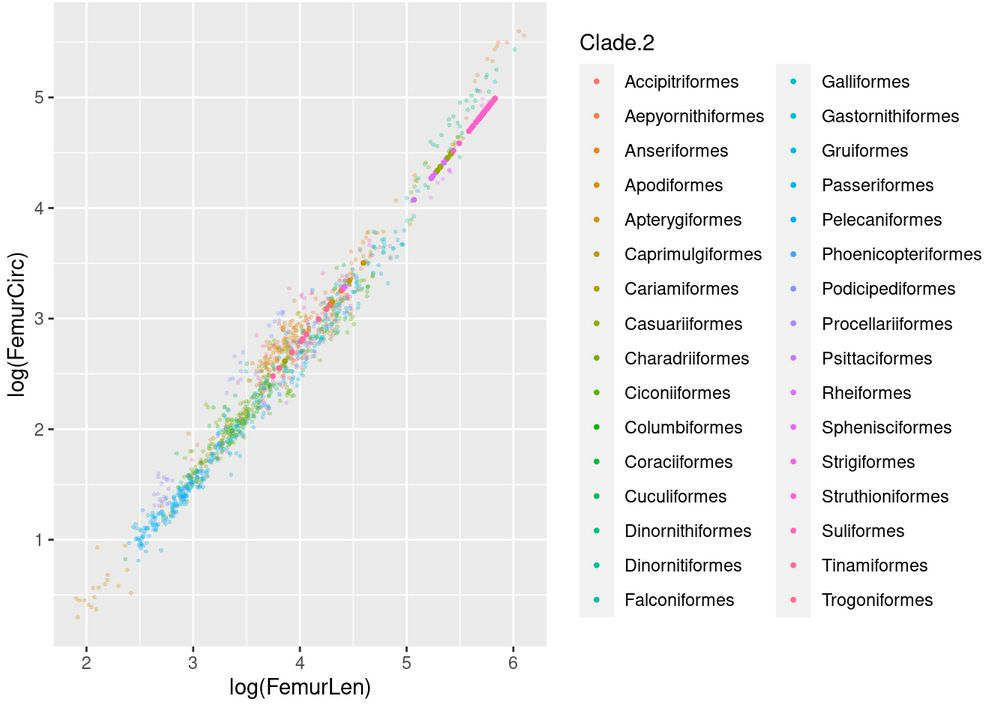 log(FemurCirc)
5
4
3
2
1
2 3 4 5 6
log(FemurLen)
Clade.2
Accipitriformes
Aepyornithiformes
Anseriformes
Apodiformes
Apterygiformes
Caprimulgiformes
Cariamiformes
Casuariiformes
Charadriiformes
Ciconiiformes
Columbiformes
Coraciiformes
Cuculiformes
Dinornithiformes
Dinornitiformes
Falconiformes
Galliformes
Gastornithiformes
Gruiformes
Passeriformes
Pelecaniformes
Phoenicopteriformes
Podicipediformes
Procellariiformes
Psittaciformes
Rheiformes
Sphenisciformes
Strigiformes
Struthioniformes
Suliformes
Tinamiformes
Trogoniformes